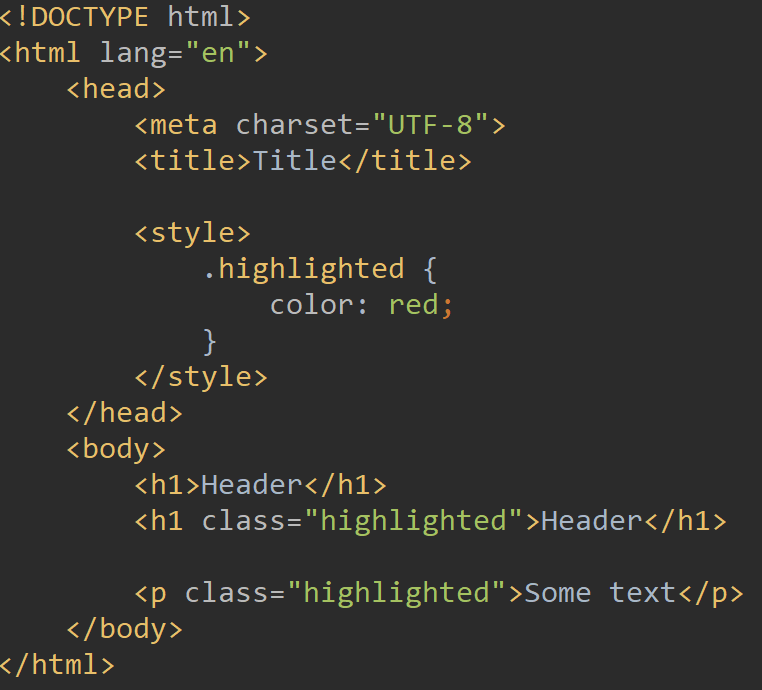 <!DOCTYPE html>
<html lang="en">
    <head>
        <meta charset="UTF-8">
        <title>Title</title>

        <style>
            .highlighted {
                color: red;
            }
        </style>
    </head>
    <body>
        <h1>Header</h1>
        <h1 class="highlighted">Header</h1>

        <p class="highlighted">Some text</p>
    </body>
</html>